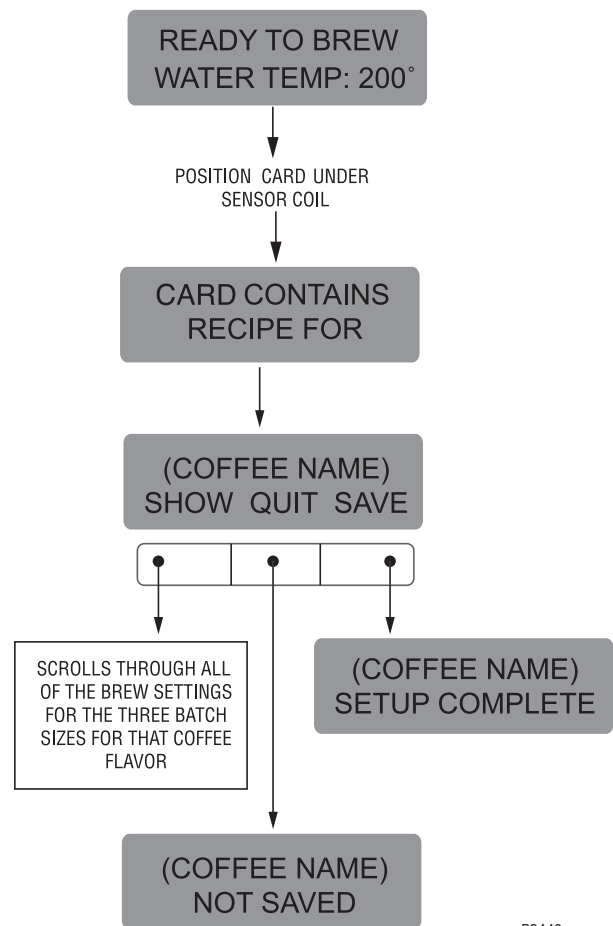 READY TO BREW
WATER TEMP: 200°
POSITION CARD UNDER
SENSOR COIL
CARD CONTAINS
RECIPE FOR
(COFFEE NAME)
SHOW QUIT SAVE
SCROLLS THROUGH ALL
OF THE BREW SETTINGS
FOR THE THREE BATCH
SIZES FOR THAT COFFEE
FLAVOR
(COFFEE NAME)
SETUP COMPLETE
(COFFEE NAME)
NOT SAVED